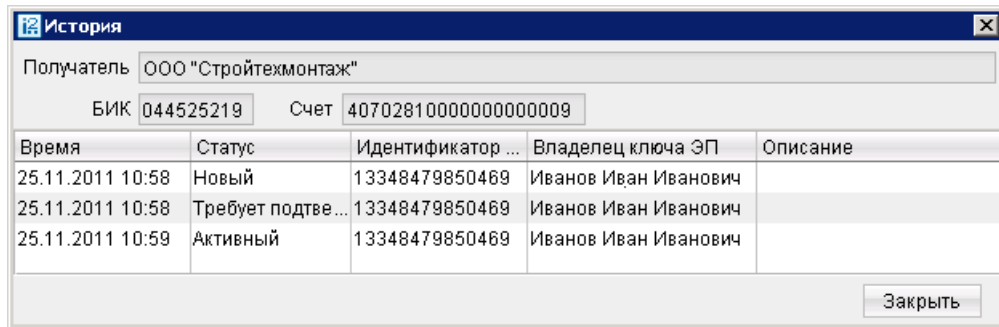 История
Получатель ООО "Стройтехмонтаж"
БИК 044525219 Счет 40702810000000000009
Время Статус Идентификатор ... Владелец ключа ЭП Описание
25.11.2011 10:58 Новый 13348479850469 Иванов Иван Иванович
25.11.2011 10:58 Требует подтве... 13348479850469 Иванов Иван Иванович
25.11.2011 10:59 Активный 13348479850469 Иванов Иван Иванович
Закрыть